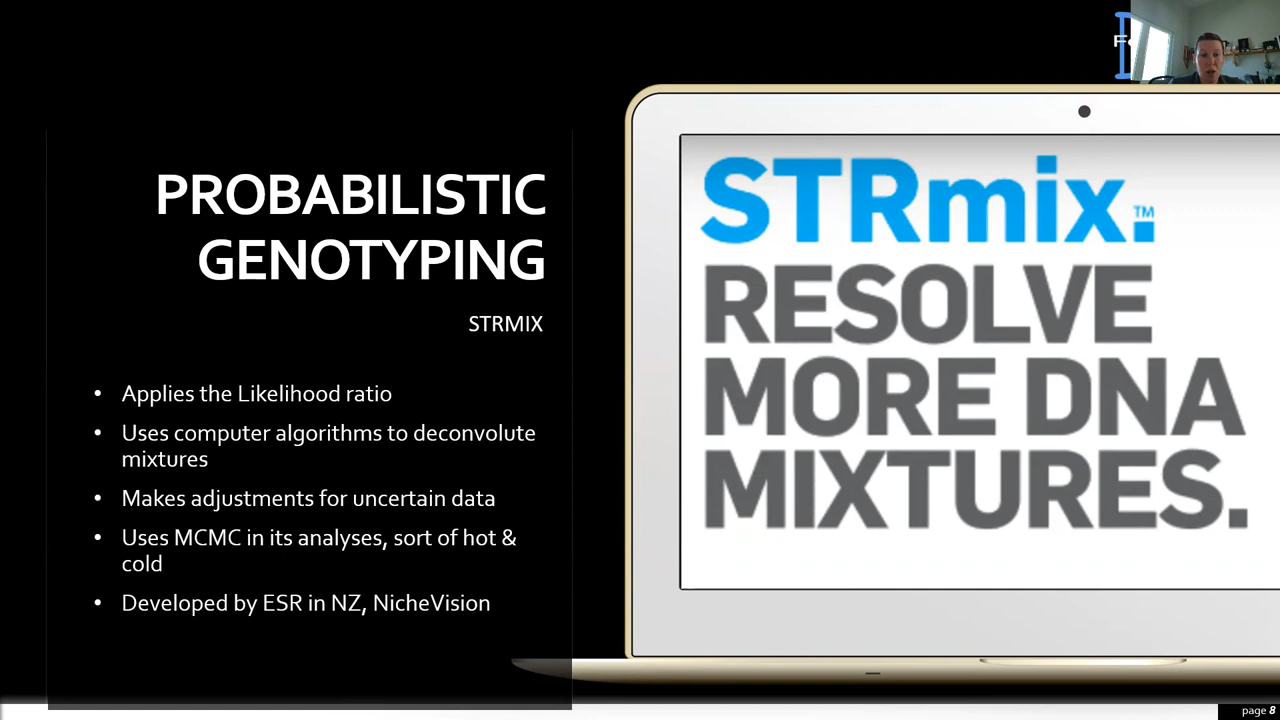 PROBABILISTIC
GENOTYPING
STRMIX
• Applies the Likelihood ratio
• Uses computer algorithms to deconvolute
mixtures
• Makes adjustments for uncertain data
• Uses MCMC in its analyses, sort of hot &
cold
• Developed by ESR in NZ, NicheVision
STRmix.™
RESOLVE
MORE DNA
MIXTURES.
page 8